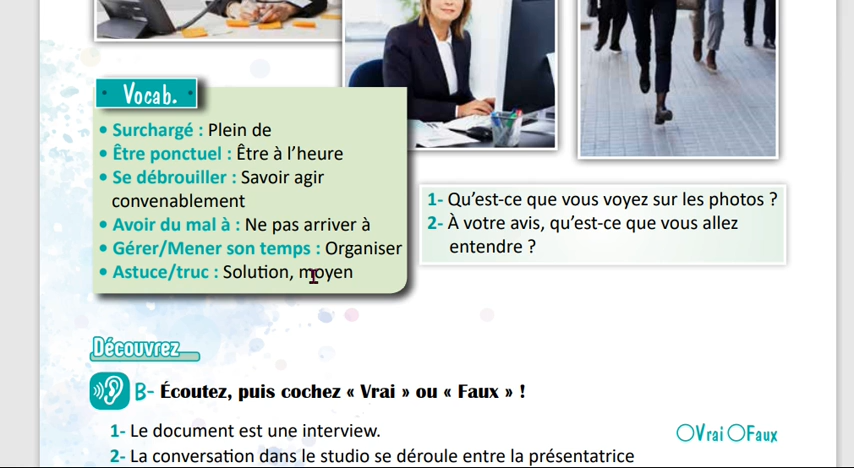 Vocab.
• Surchargé : Plein de
• Être ponctuel : Être à l'heure
• Se débrouiller : Savoir agir
convenablement
• Avoir du mal à : Ne pas arriver à
• Gérer/Mener son temps : Organiser
• Astuce/truc : Solution, moyen
1- Qu'est-ce que vous voyez sur les photos ?
2- À votre avis, qu'est-ce que vous allez
entendre ?
Découvrez
B- Écoutez, puis cochez « Vrai » ou « Faux » !
1- Le document est une interview.
Vrai Faux
2- La conversation dans le studio se déroule entre la présentatrice